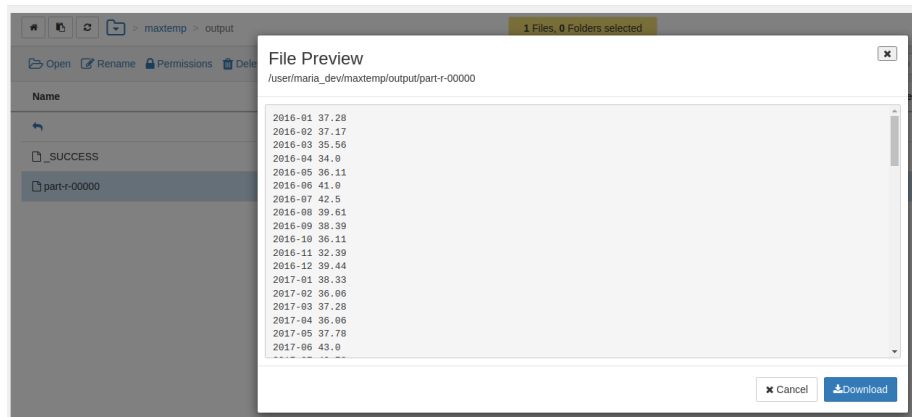 > maxtemp > output
1 Files, 0 Folders selected
Open Rename Permissions Dele
Name
_SUCCESS
part-r-00000
File Preview
/user/maria_dev/maxtemp/output/part-r-00000
2016-01 37.28
2016-02 37.17
2016-03 35.56
2016-04 34.0
2016-05 36.11
2016-06 41.0
2016-07 42.5
2016-08 39.61
2016-09 38.39
2016-10 36.11
2016-11 32.39
2016-12 39.44
2017-01 38.33
2017-02 36.06
2017-03 37.28
2017-04 36.06
2017-05 37.78
2017-06 43.0
Cancel
Download